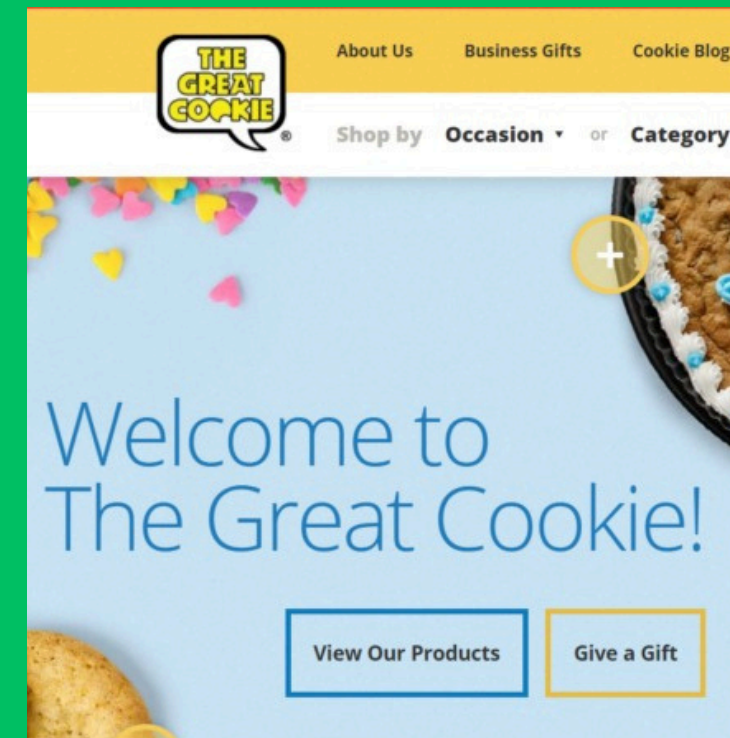 THE
GREAT
COOKIE
®
About Us Business Gifts Cookie Blog
Shop by Occasion ▾ or Category
+
Welcome to
The Great Cookie!
View Our Products Give a Gift